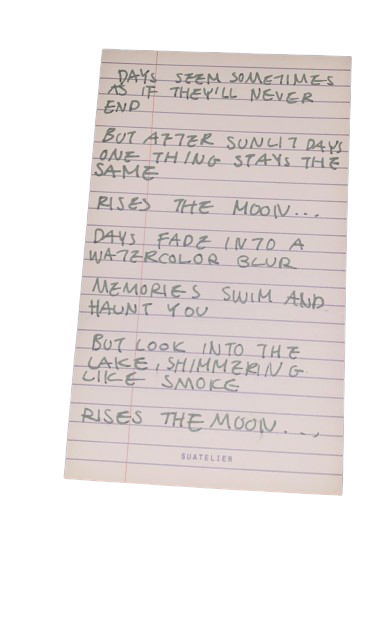 DAYS SEEM SOMETIMES
AS IF THEY'LL NEVER
END
BUT AFTER SUNLIT DAYS
ONE THING STAYS THE
SAME
RISES THE MOON...
DAYS FADE INTO A
WATERCOLOR BLUR
MEMORIES SWIM AND
HAUNT YOU
BUT LOOK INTO THE
LAKE, SHIMMERING
LIKE SMOKE
RISES THE MOON...
SUATELIER